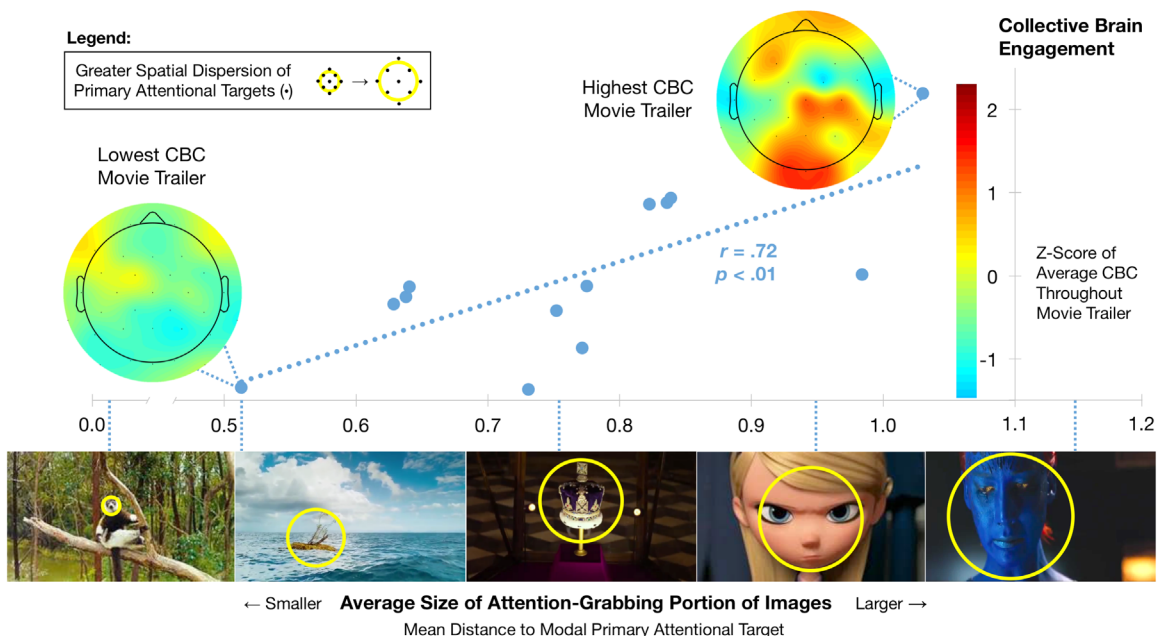 Legend:
Greater Spatial Dispersion of
Primary Attentional Targets (•)
→
Lowest CBC
Movie Trailer
Highest CBC
Movie Trailer
r = .72
p < .01
Collective Brain
Engagement
2
1
0
-1
Z-Score of
Average CBC
Throughout
Movie Trailer
0.0 0.5 0.6 0.7 0.8 0.9 1.0 1.1 1.2
← Smaller Average Size of Attention-Grabbing Portion of Images Larger →
Mean Distance to Modal Primary Attentional Target